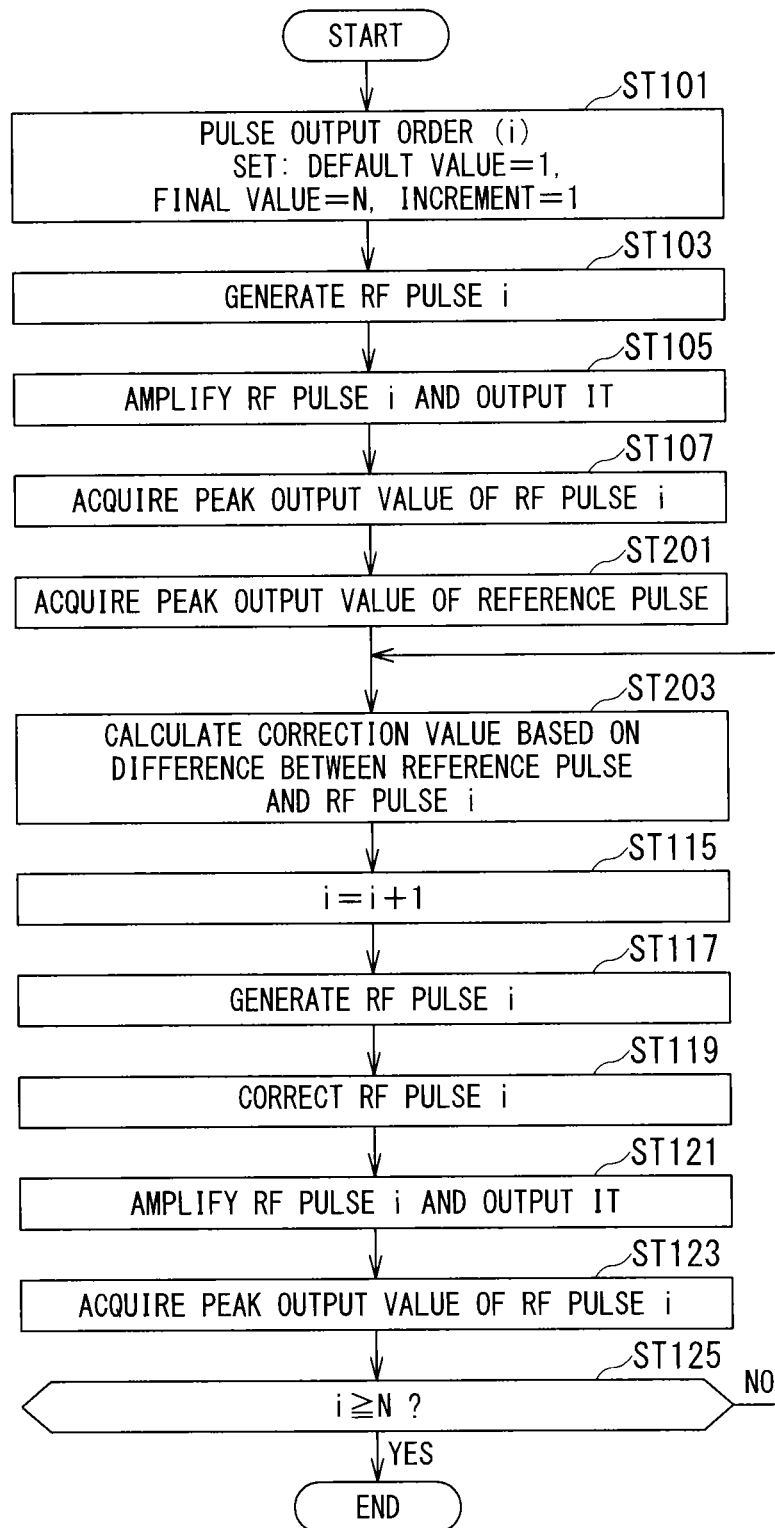 START
ST101
PULSE OUTPUT ORDER (i)
SET: DEFAULT VALUE=1,
FINAL VALUE=N, INCREMENT=1
ST103
GENERATE RF PULSE i
ST105
AMPLIFY RF PULSE i AND OUTPUT IT
ST107
ACQUIRE PEAK OUTPUT VALUE OF RF PULSE i
ST201
ACQUIRE PEAK OUTPUT VALUE OF REFERENCE PULSE
ST203
CALCULATE CORRECTION VALUE BASED ON
DIFFERENCE BETWEEN REFERENCE PULSE
AND RF PULSE i
ST115
i=i+1
ST117
GENERATE RF PULSE i
ST119
CORRECT RF PULSE i
ST121
AMPLIFY RF PULSE i AND OUTPUT IT
ST123
ACQUIRE PEAK OUTPUT VALUE OF RF PULSE i
ST125
i≧N ?
NO
YES
END